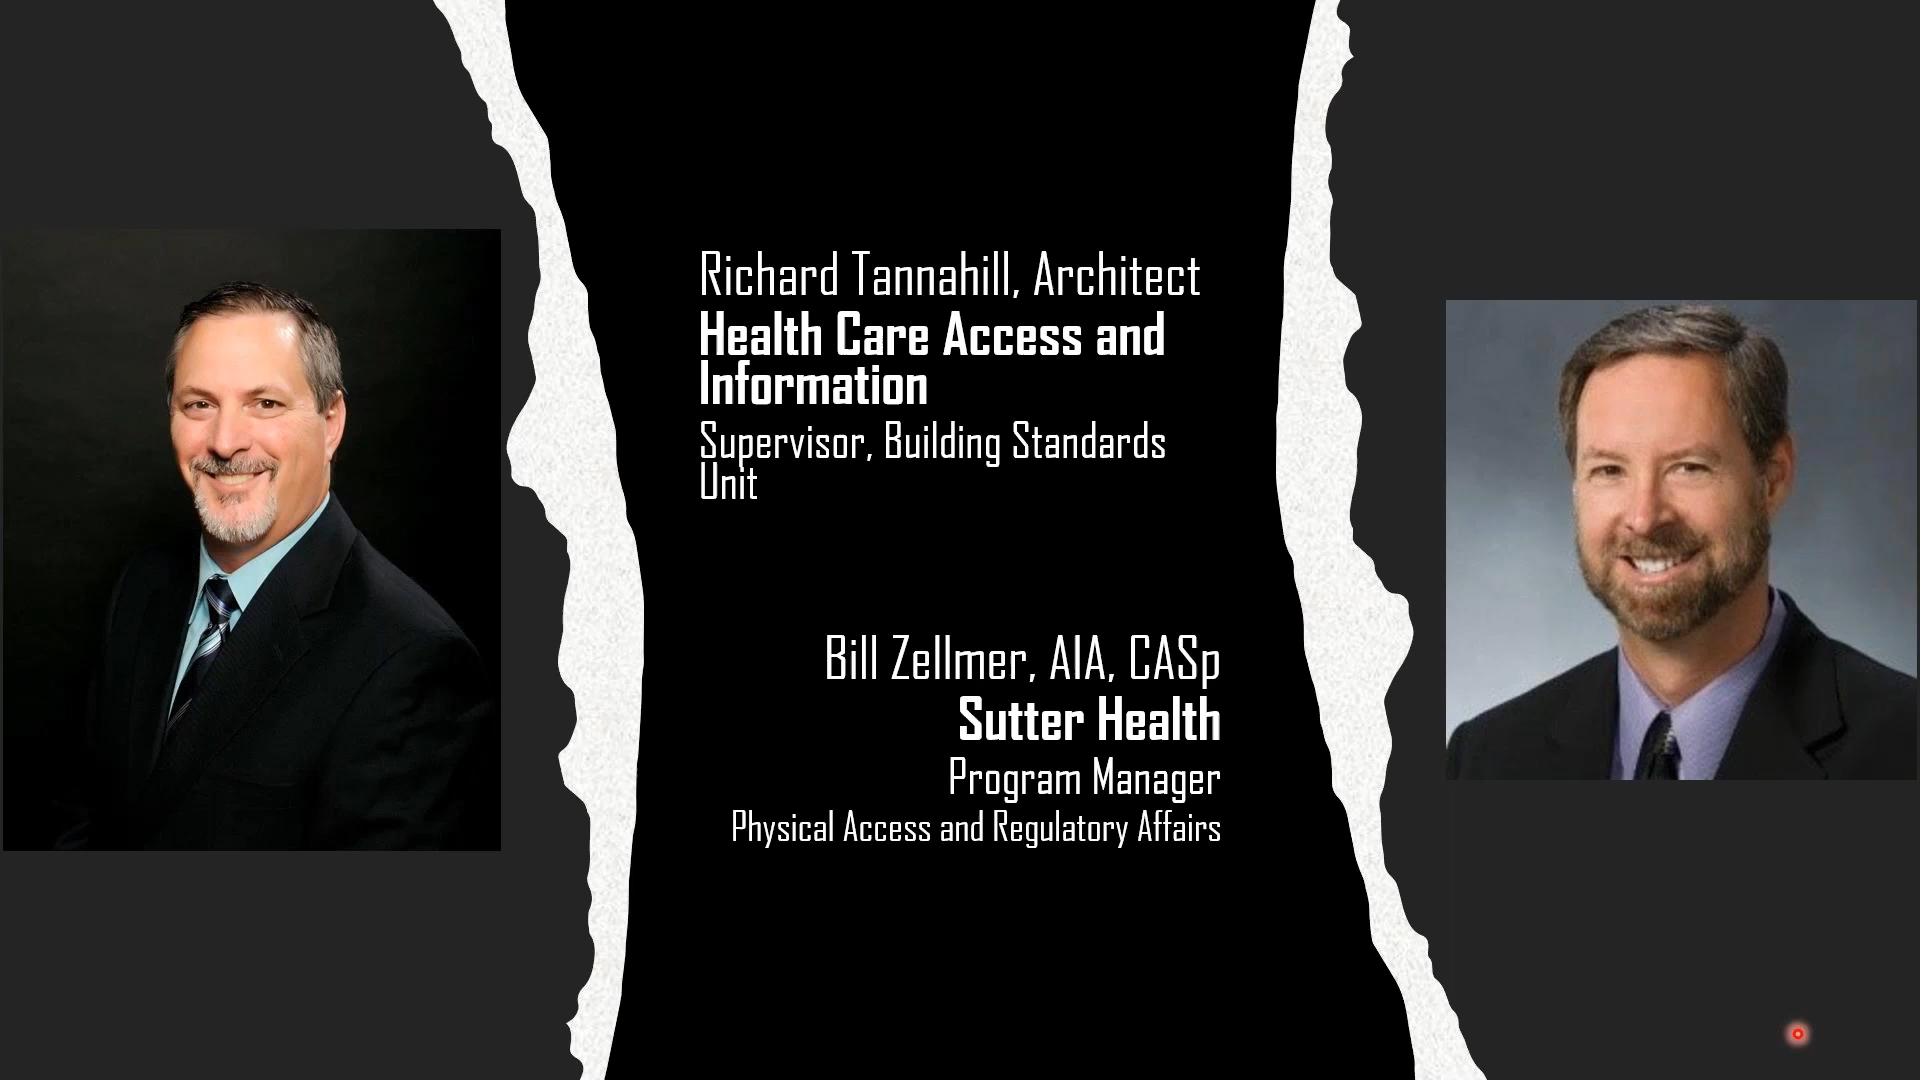 Richard Tannahill, Architect
Health Care Access and
Information
Supervisor, Building Standards
Unit
Bill Zellmer, AIA, CASp
Sutter Health
Program Manager
Physical Access and Regulatory Affairs